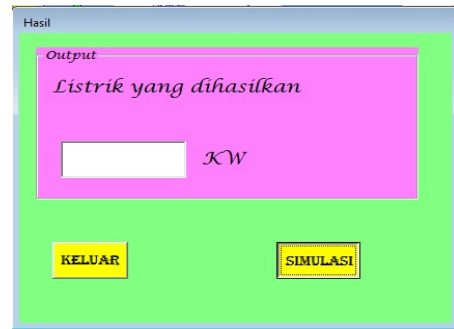 Hasil
Output
Listrik yang dihasilkan
KW
KELUAR
SIMULASI